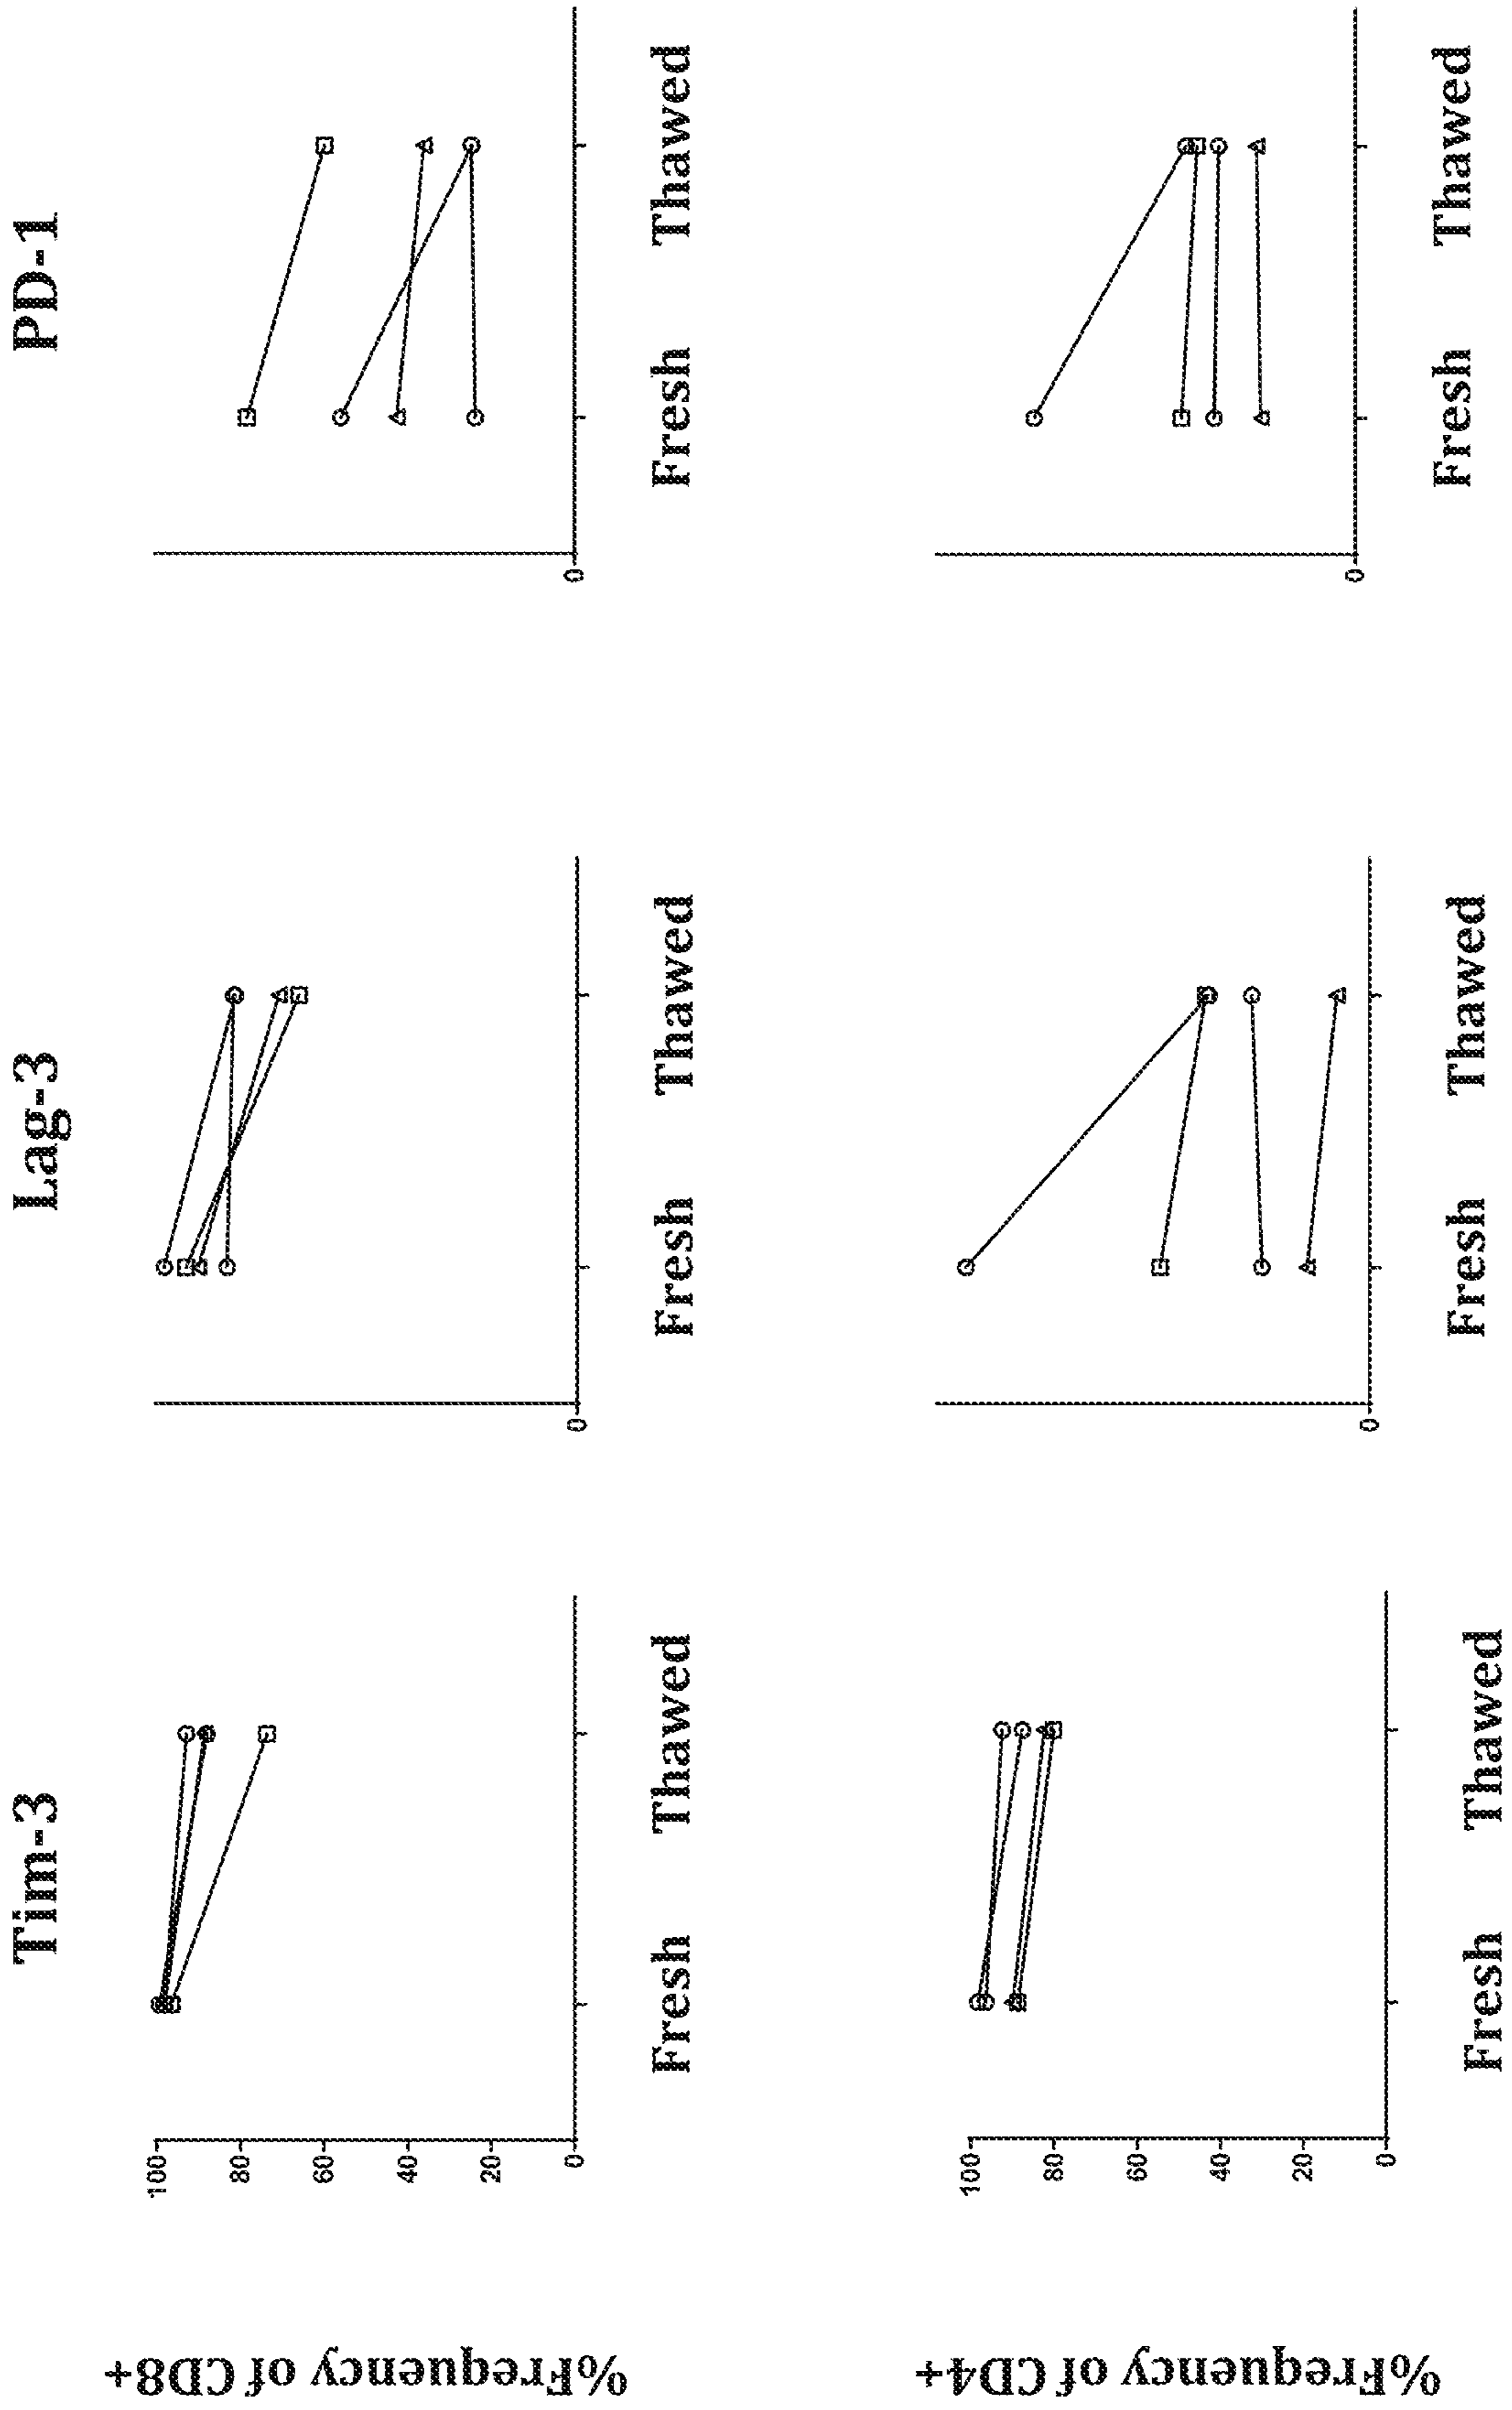 Tim-3
Lag-3
PD-1
%Frequency of CD8+
100
80
60
40
20
0
Fresh Thawed
0
Fresh Thawed
0
Fresh Thawed
%Frequency of CD4+
100
80
60
40
20
0
Fresh Thawed
0
Fresh Thawed
0
Fresh Thawed